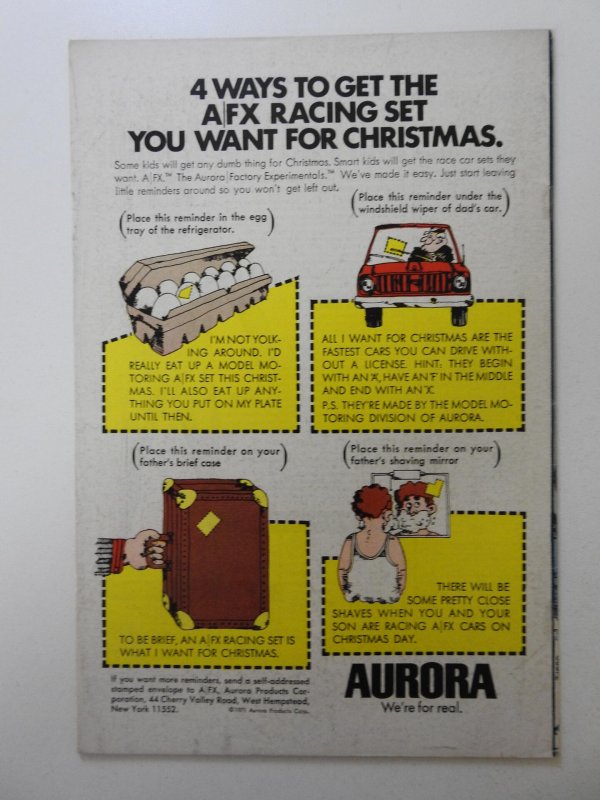 4 WAYS TO GET THE
A|FX RACING SET
YOU WANT FOR CHRISTMAS.
Some kids will get any dumb thing for Christmas. Smart kids will get the race car sets they
want. A|FX.™ The Aurora|Factory Experimentals.™ We've made it easy. Just start leaving
little reminders around so you won't get left out.
(Place this reminder in the egg
tray of the refrigerator.)
I'M NOT YOLK-
ING AROUND. I'D
REALLY EAT UP A MODEL MO-
TORING A|FX SET THIS CHRIST-
MAS. I'LL ALSO EAT UP ANY-
THING YOU PUT ON MY PLATE
UNTIL THEN.
(Place this reminder under the
windshield wiper of dad's car.)
ALL I WANT FOR CHRISTMAS ARE THE
FASTEST CARS YOU CAN DRIVE WITH-
OUT A LICENSE. HINT: THEY BEGIN
WITH AN 'A', HAVE AN 'F' IN THE MIDDLE
AND END WITH AN 'X'.
P.S. THEY'RE MADE BY THE MODEL MO-
TORING DIVISION OF AURORA.
(Place this reminder on your
father's brief case)
TO BE BRIEF, AN A|FX RACING SET IS
WHAT I WANT FOR CHRISTMAS.
(Place this reminder on your
father's shaving mirror)
THERE WILL BE
SOME PRETTY CLOSE
SHAVES WHEN YOU AND YOUR
SON ARE RACING A|FX CARS ON
CHRISTMAS DAY.
If you want more reminders, send a self-addressed
stamped envelope to A|FX, Aurora Products Cor-
poration, 44 Cherry Valley Road, West Hempstead,
New York 11552.
©1971 Aurora Products Corp.
AURORA
We're for real.